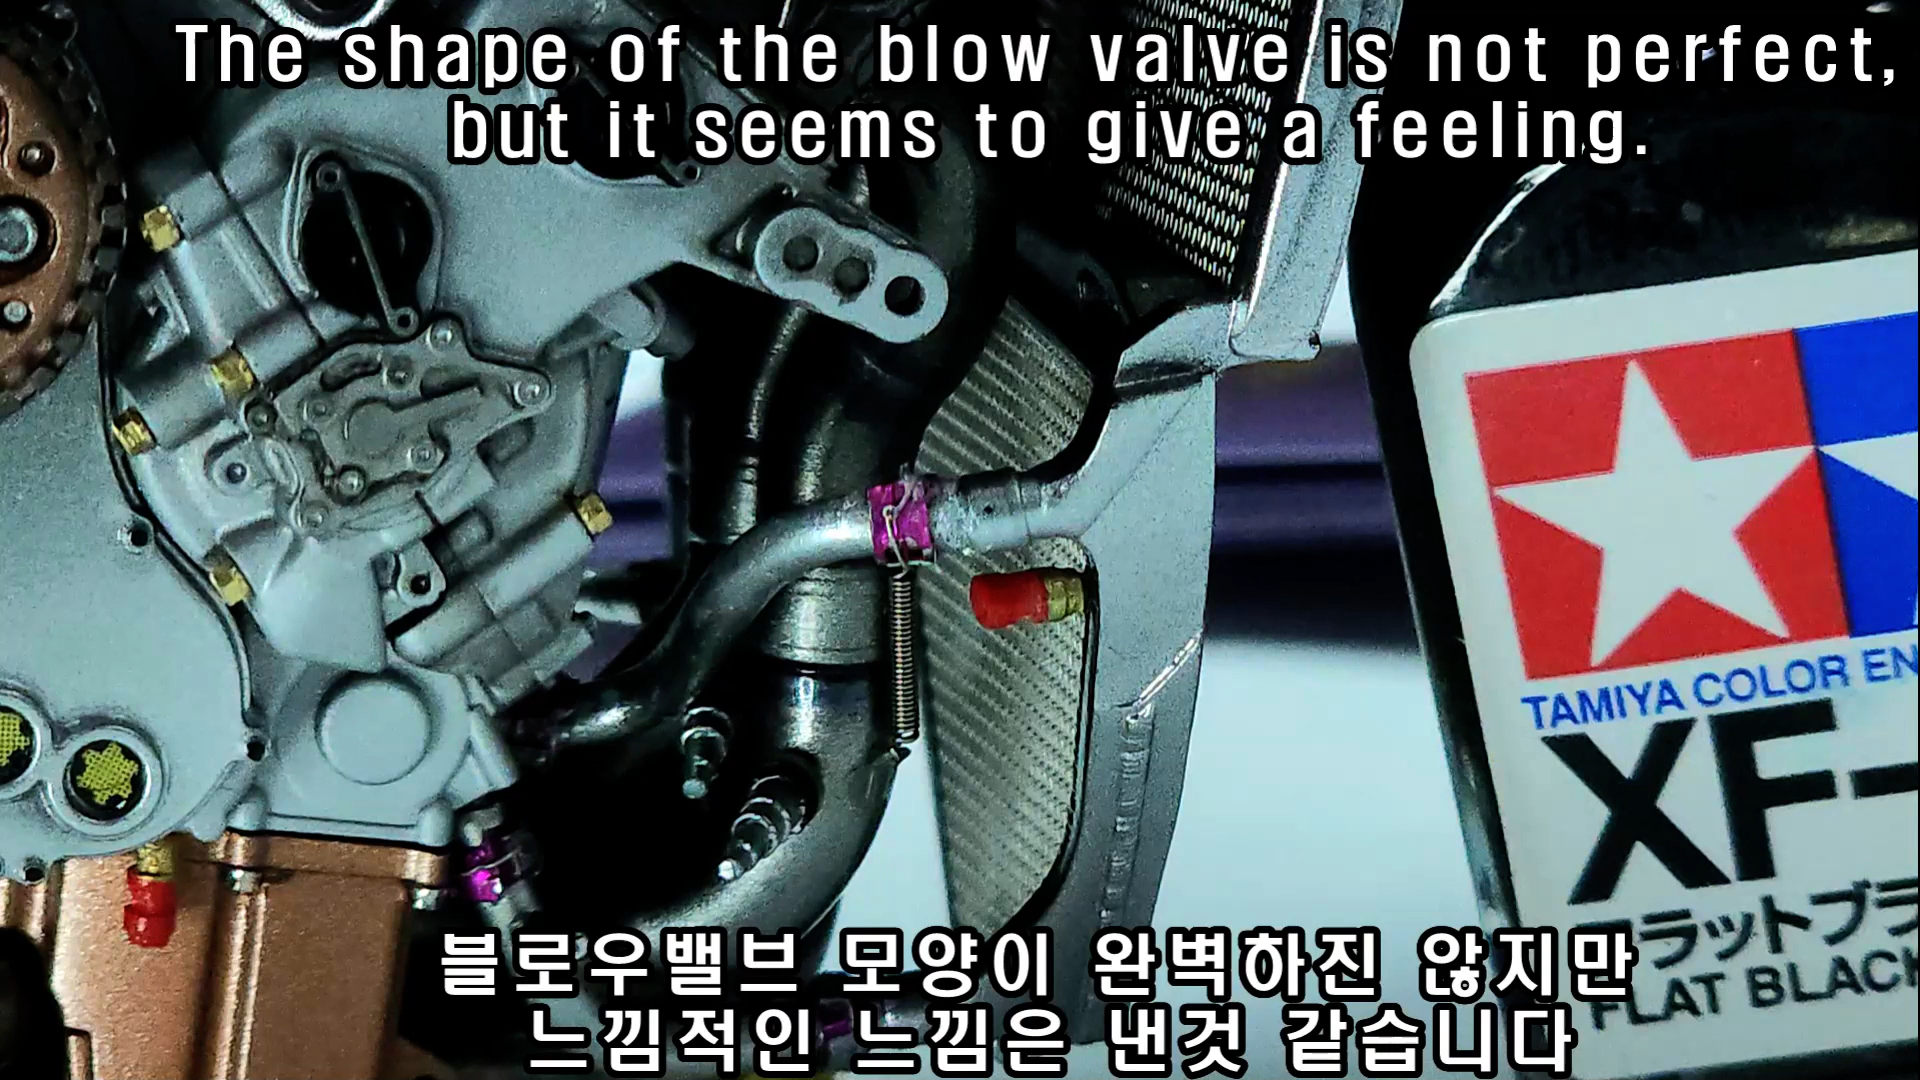 The shape of the blow valve is not perfect,
but it seems to give a feeling.
TAMIYA COLOR EN
XF-
フラットブラ
FLAT BLACK
블로우밸브 모양이 완벽하진 않지만
느낌적인 느낌은 낸것 같습니다